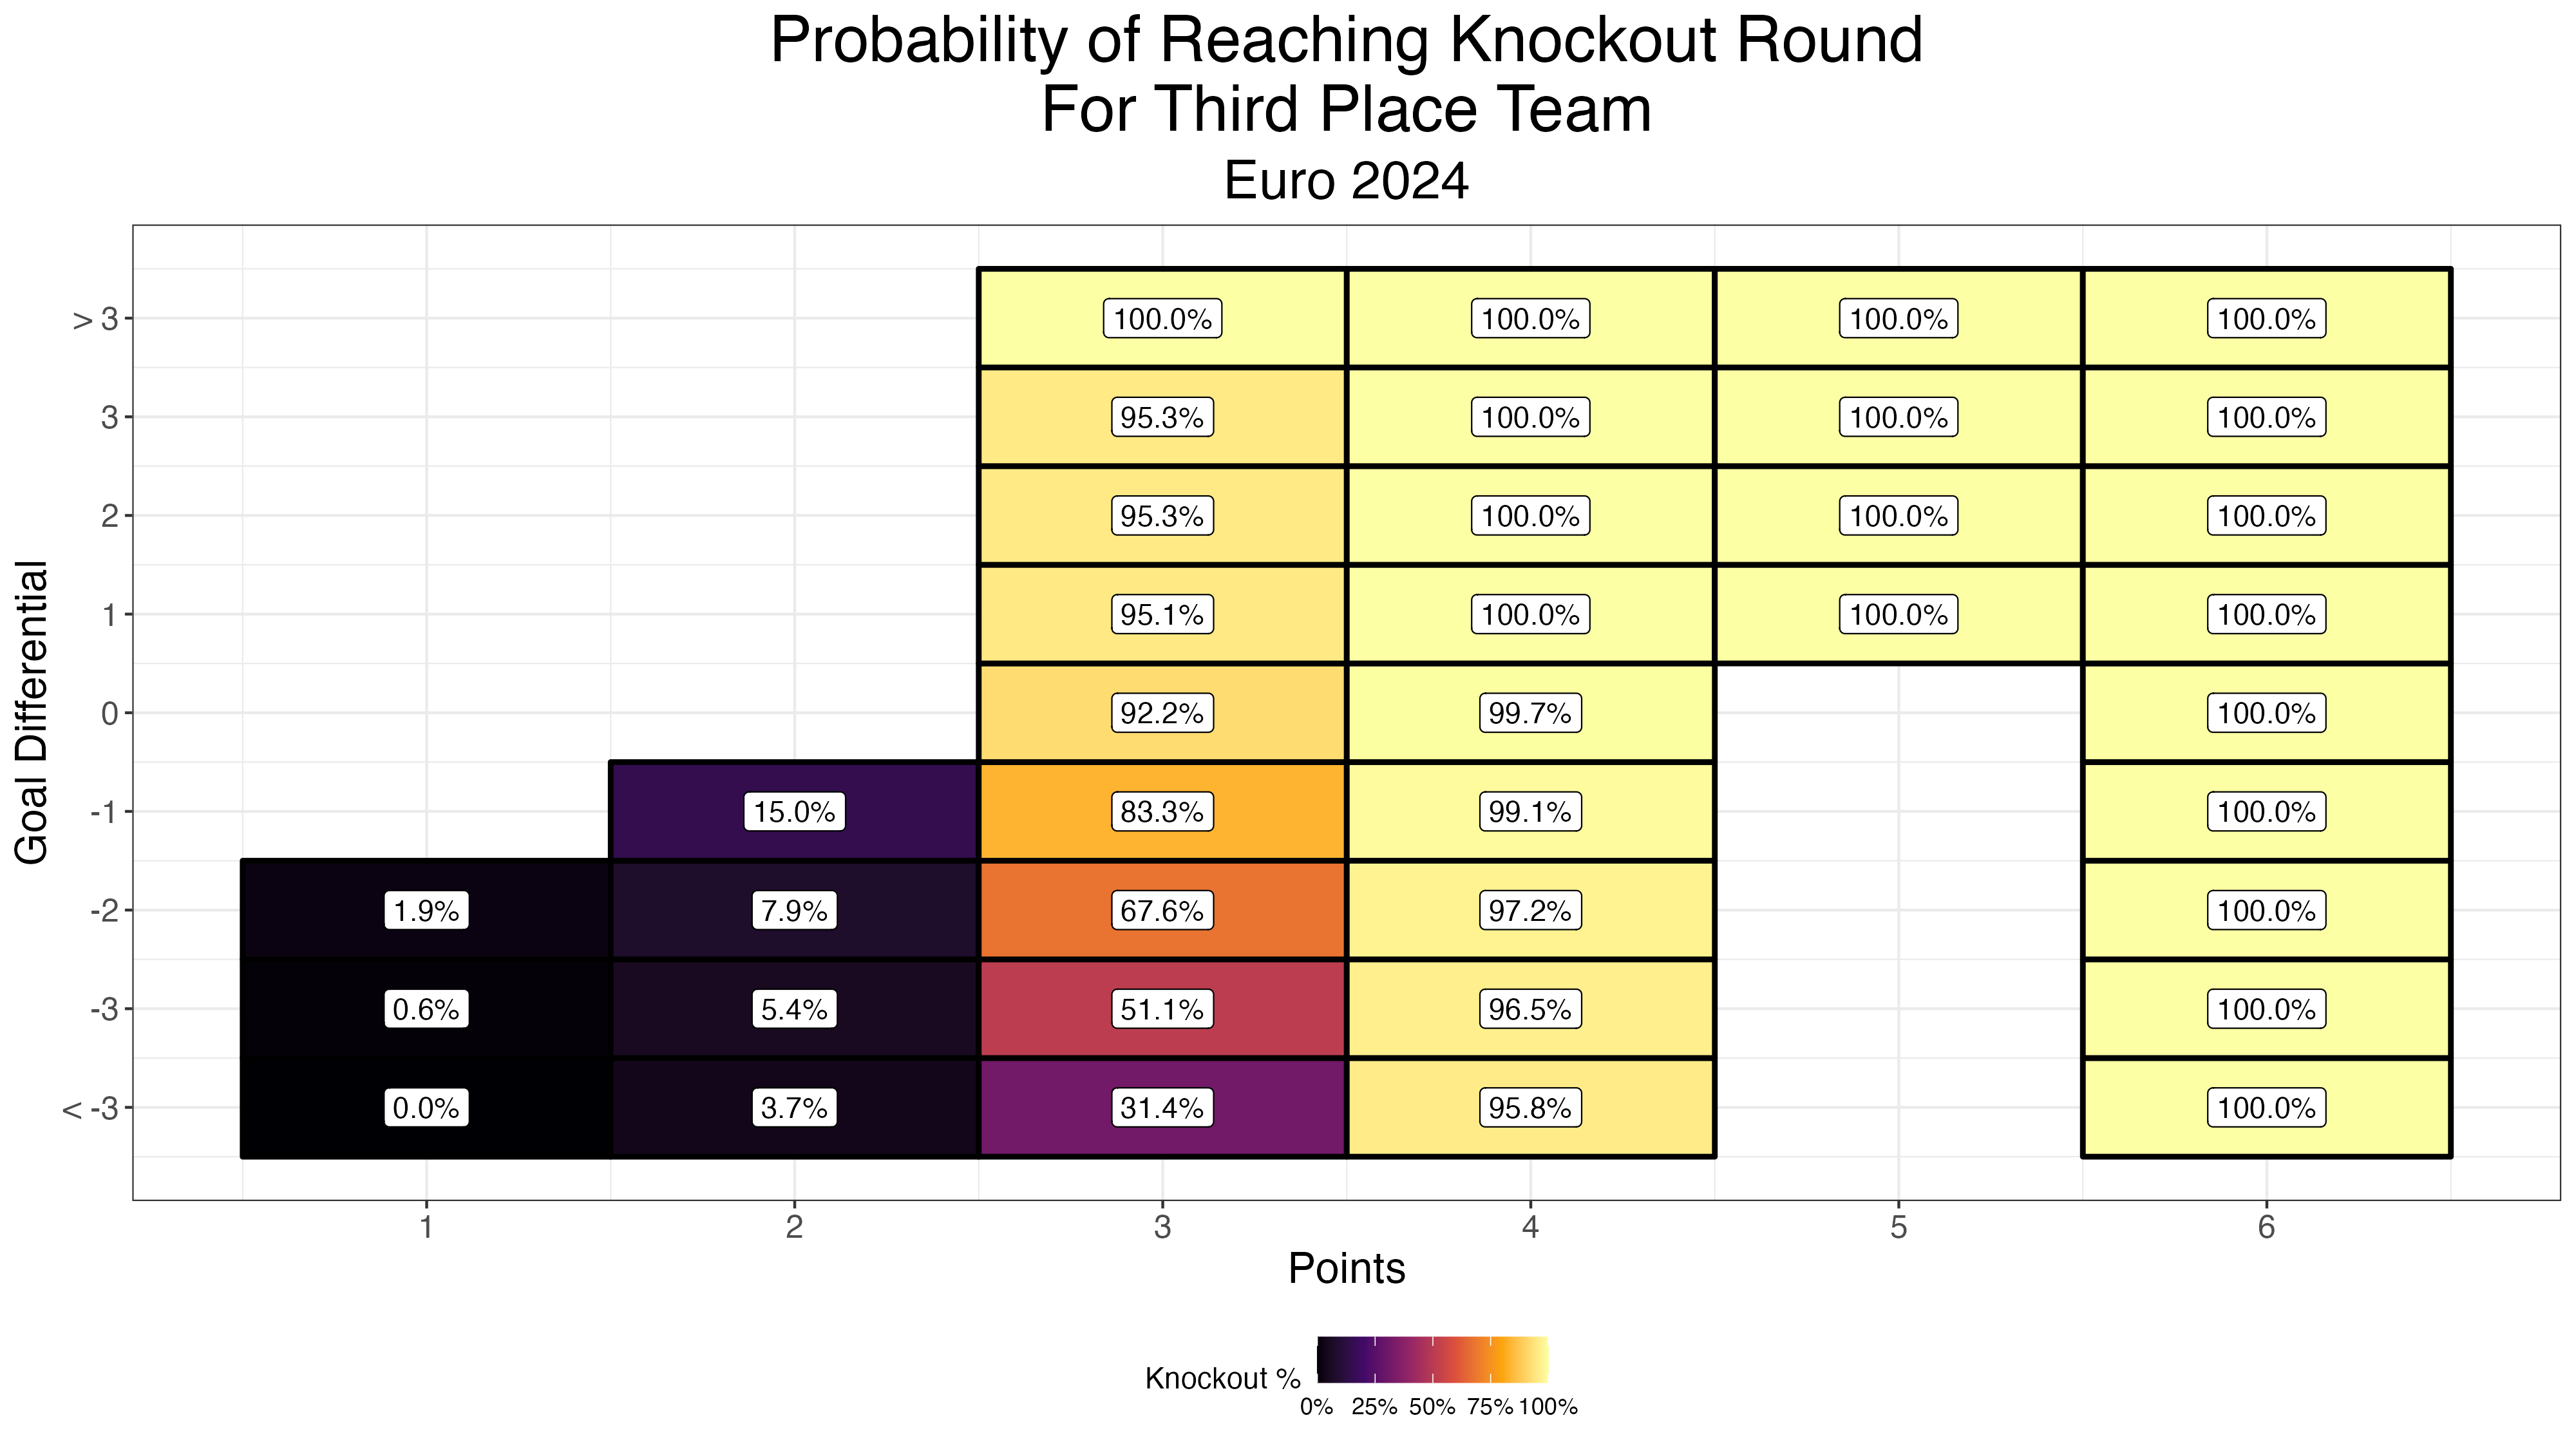 Probability of Reaching Knockout Round
For Third Place Team
Euro 2024
Goal Differential
> 3 100.0% 100.0% 100.0% 100.0%
3 95.3% 100.0% 100.0% 100.0%
2 95.3% 100.0% 100.0% 100.0%
1 95.1% 100.0% 100.0% 100.0%
0 92.2% 99.7% 100.0%
-1 15.0% 83.3% 99.1% 100.0%
-2 1.9% 7.9% 67.6% 97.2% 100.0%
-3 0.6% 5.4% 51.1% 96.5% 100.0%
< -3 0.0% 3.7% 31.4% 95.8% 100.0%
1 2 3 4 5 6
Points
Knockout %
0% 25% 50% 75% 100%